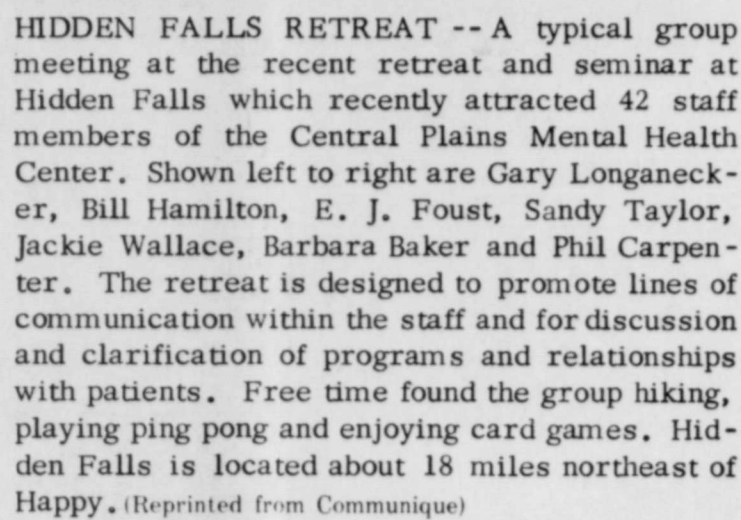 HIDDEN FALLS RETREAT -- A typical group
meeting at the recent retreat and seminar at
Hidden Falls which recently attracted 42 staff
members of the Central Plains Mental Health
Center. Shown left to right are Gary Longaneck-
er, Bill Hamilton, E. J. Foust, Sandy Taylor,
Jackie Wallace, Barbara Baker and Phil Carpen-
ter. The retreat is designed to promote lines of
communication within the staff and for discussion
and clarification of programs and relationships
with patients. Free time found the group hiking,
playing ping pong and enjoying card games. Hid-
den Falls is located about 18 miles northeast of
Happy. (Reprinted from Communique)